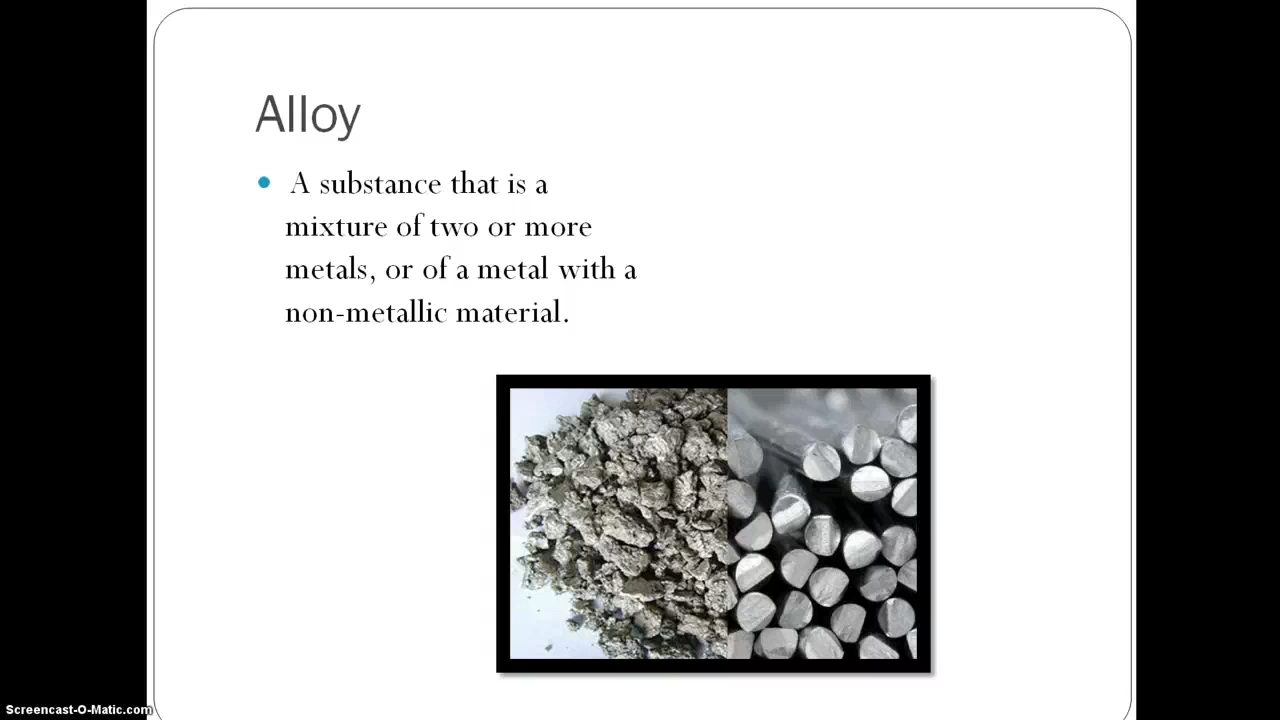 Alloy
A substance that is a
mixture of two or more
metals, or of a metal with a
non-metallic material.
Screencast-O-Matic.com